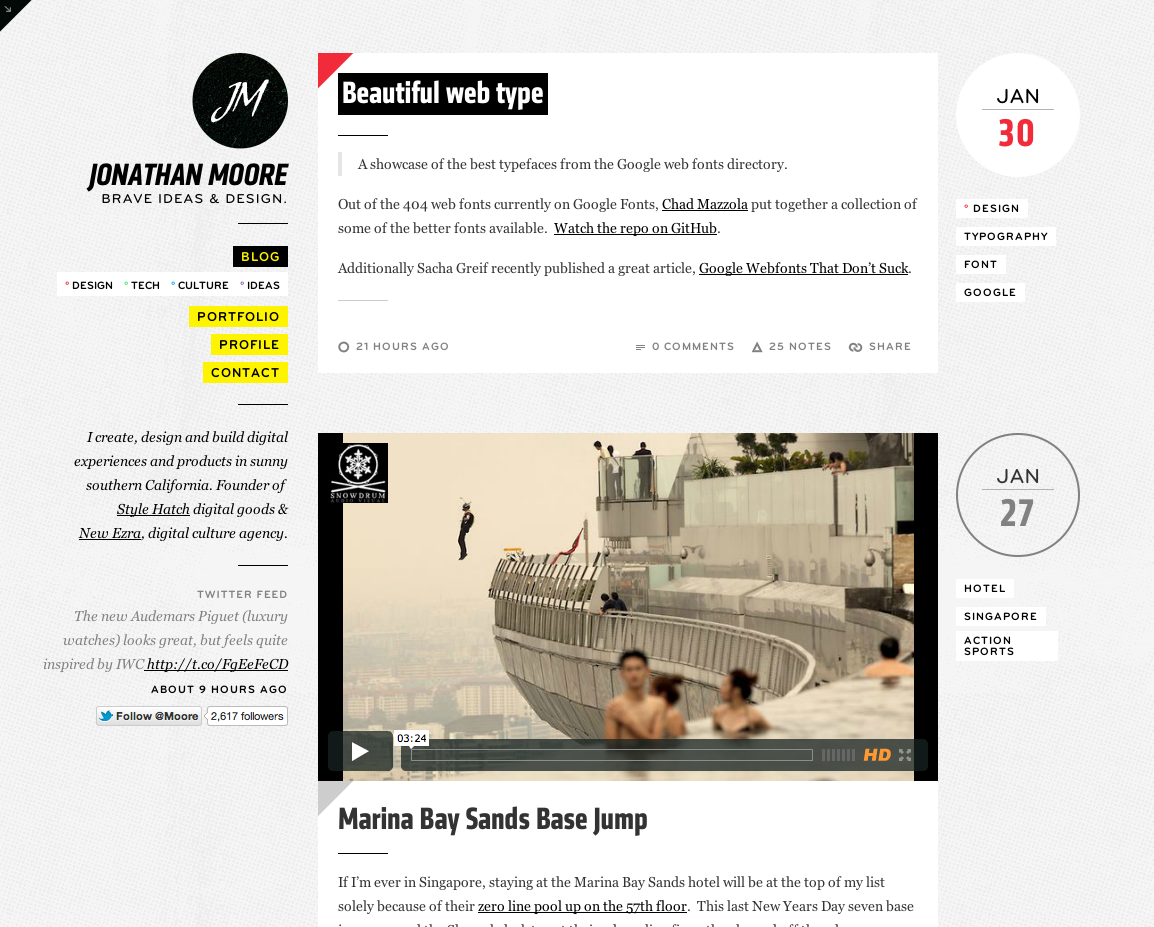 JM
JONATHAN MOORE
BRAVE IDEAS & DESIGN.
BLOG
° DESIGN ° TECH ° CULTURE ° IDEAS
PORTFOLIO
PROFILE
CONTACT
I create, design and build digital
experiences and products in sunny
southern California. Founder of
Style Hatch digital goods &
New Ezra, digital culture agency.
TWITTER FEED
The new Audemars Piguet (luxury
watches) looks great, but feels quite
inspired by IWC http://t.co/FgEeFeCD
ABOUT 9 HOURS AGO
Follow @Moore 2,617 followers
Beautiful web type
A showcase of the best typefaces from the Google web fonts directory.
Out of the 404 web fonts currently on Google Fonts, Chad Mazzola put together a collection of
some of the better fonts available. Watch the repo on GitHub.
Additionally Sacha Greif recently published a great article, Google Webfonts That Don’t Suck.
21 HOURS AGO 0 COMMENTS 25 NOTES SHARE
JAN
30
° DESIGN
TYPOGRAPHY
FONT
GOOGLE
SNOWDRUM
AUDIO VISUAL
03:24
HD
Marina Bay Sands Base Jump
If I’m ever in Singapore, staying at the Marina Bay Sands hotel will be at the top of my list
solely because of their zero line pool up on the 57th floor. This last New Years Day seven base
JAN
27
HOTEL
SINGAPORE
ACTION
SPORTS